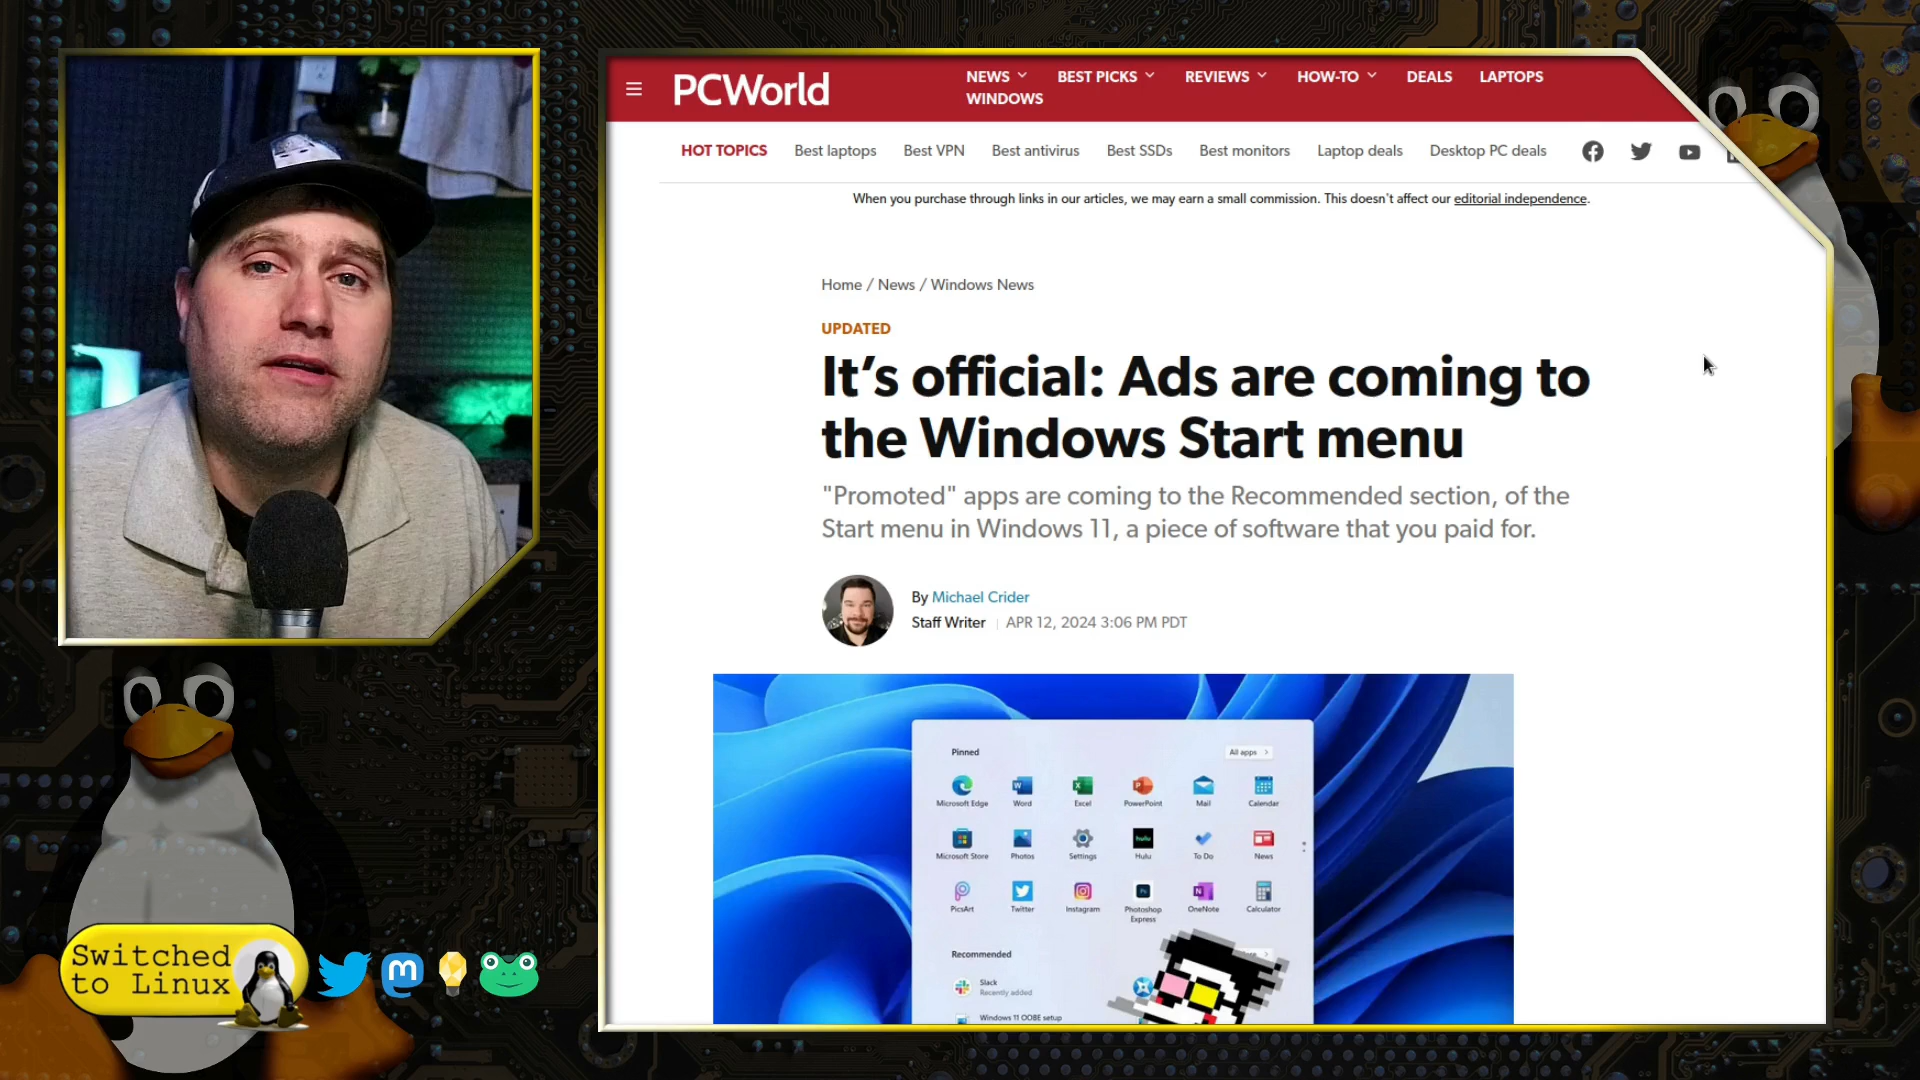 PCWorld
NEWS
BEST PICKS
REVIEWS
HOW-TO
DEALS
LAPTOPS
WINDOWS
HOT TOPICS
Best laptops
Best VPN
Best antivirus
Best SSDs
Best monitors
Laptop deals
Desktop PC deals
When you purchase through links in our articles, we may earn a small commission. This doesn't affect our editorial independence.
Home / News / Windows News
UPDATED
It's official: Ads are coming to
the Windows Start menu
"Promoted" apps are coming to the Recommended section, of the
Start menu in Windows 11, a piece of software that you paid for.
By Michael Crider
Staff Writer | APR 12, 2024 3:06 PM PDT
Pinned
All apps >
Microsoft Edge
Word
Excel
PowerPoint
Mail
Calendar
Microsoft Store
Photos
Settings
hulu
Hulu
To Do
News
PicsArt
Twitter
Instagram
Photoshop
Express
OneNote
Calculator
Recommended
Slack
Recently added
Windows 11 OOBE setup
Switched
to Linux